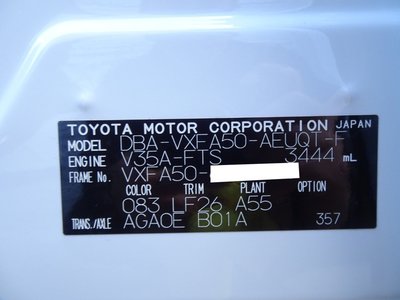 TOYOTA MOTOR CORPORATION JAPAN
MODEL DBA-VXFA50-AEUQT-F
ENGINE V35A-FTS 3444 mL
FRAME No. VXFA50-
COLOR TRIM PLANT OPTION
083 LF26 A55
TRANS./AXLE AGA0E B01A 357